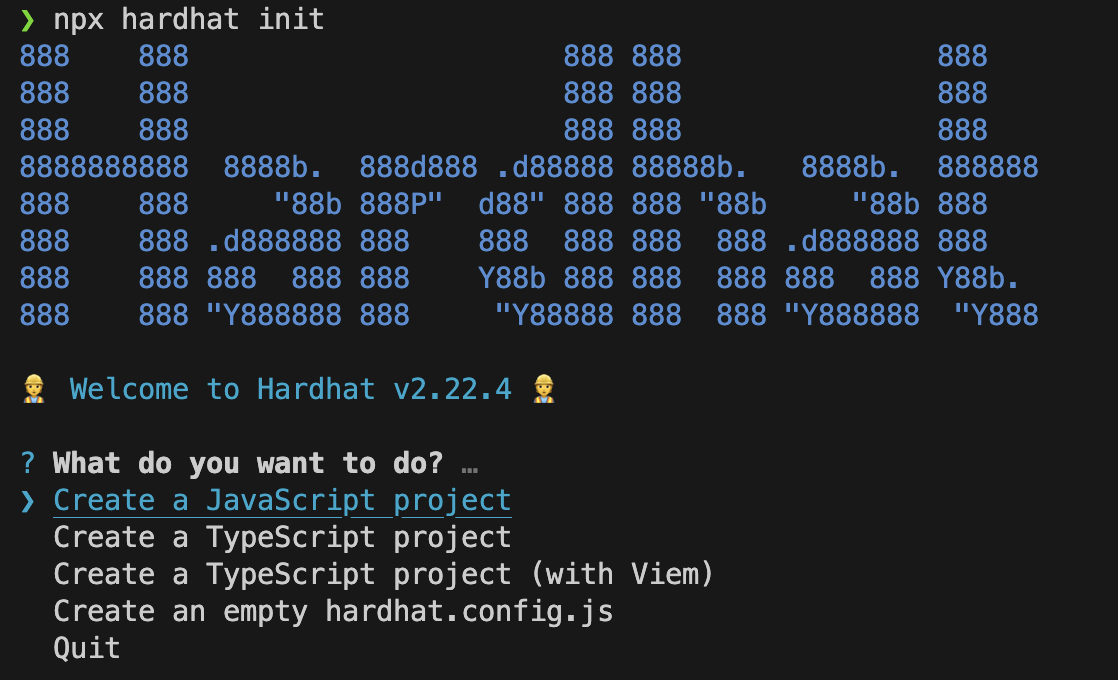 ❯ npx hardhat init
888    888                      888 888               888
888    888                      888 888               888
888    888                      888 888               888
8888888888  8888b.  888d888 .d88888 88888b.   8888b.  888888
888    888     "88b 888P"  d88" 888 888 "88b     "88b 888
888    888 .d888888 888    888  888 888  888 .d888888 888
888    888 888  888 888    Y88b 888 888  888 888  888 Y88b.
888    888 "Y888888 888     "Y88888 888  888 "Y888888  "Y888
👷 Welcome to Hardhat v2.22.4 👷
? What do you want to do? …
❯ Create a JavaScript project
Create a TypeScript project
Create a TypeScript project (with Viem)
Create an empty hardhat.config.js
Quit